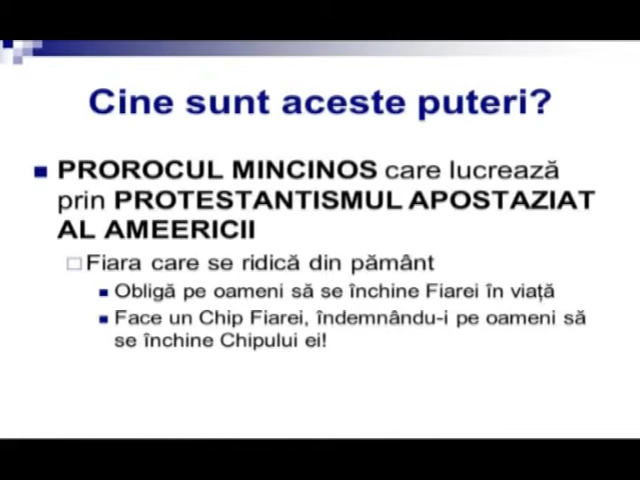 Cine sunt aceste puteri?
PROROCUL MINCINOS care lucrează
prin PROTESTANTISMUL APOSTAZIAT
AL AMEERICII
Fiara care se ridică din pământ
Obligă pe oameni să se închine Fiarei în viață
Face un Chip Fiarei, îndemnându-i pe oameni să
se închine Chipului ei!